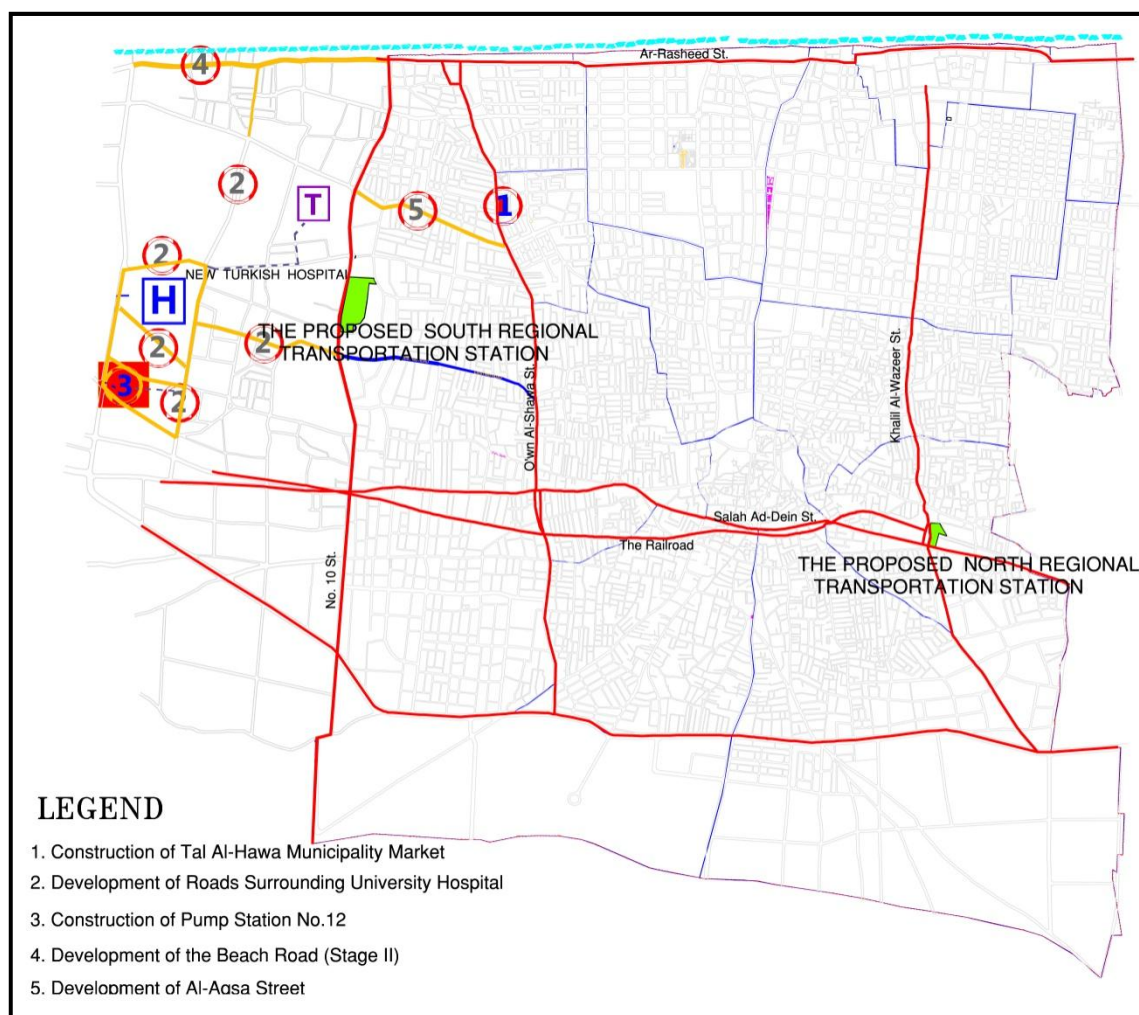 Ar-Rasheed St.
4
2
T
5
1
2
NEW TURKISH HOSPITAL
H
THE PROPOSED SOUTH REGIONAL
TRANSPORTATION STATION
2
2
3
2
O'wn Al-Shawa St.
Khalil Al-Wazeer St.
Salah Ad-Dein St.
The Railroad
No. 10 St.
THE PROPOSED NORTH REGIONAL
TRANSPORTATION STATION
LEGEND
1. Construction of Tal Al-Hawa Municipality Market
2. Development of Roads Surrounding University Hospital
3. Construction of Pump Station No.12
4. Development of the Beach Road (Stage II)
5. Development of Al-Aqsa Street